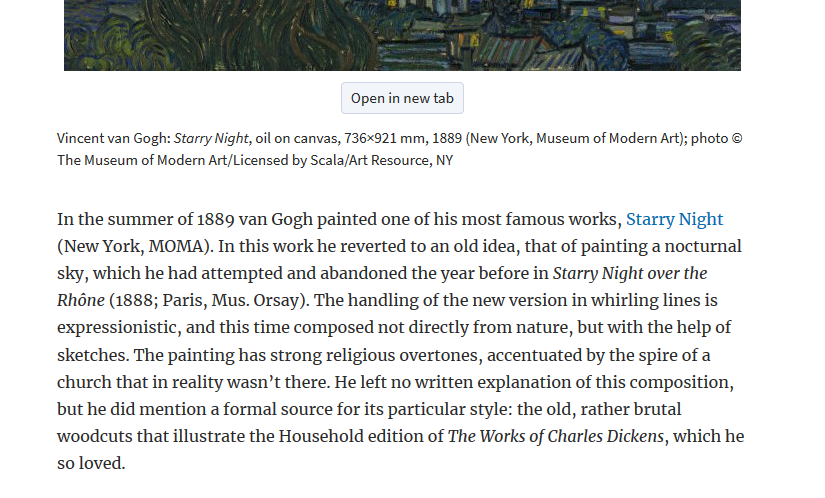 Open in new tab
Vincent van Gogh: Starry Night, oil on canvas, 736×921 mm, 1889 (New York, Museum of Modern Art); photo ©
The Museum of Modern Art/Licensed by Scala/Art Resource, NY
In the summer of 1889 van Gogh painted one of his most famous works, Starry Night
(New York, MOMA). In this work he reverted to an old idea, that of painting a nocturnal
sky, which he had attempted and abandoned the year before in Starry Night over the
Rhône (1888; Paris, Mus. Orsay). The handling of the new version in whirling lines is
expressionistic, and this time composed not directly from nature, but with the help of
sketches. The painting has strong religious overtones, accentuated by the spire of a
church that in reality wasn’t there. He left no written explanation of this composition,
but he did mention a formal source for its particular style: the old, rather brutal
woodcuts that illustrate the Household edition of The Works of Charles Dickens, which he
so loved.